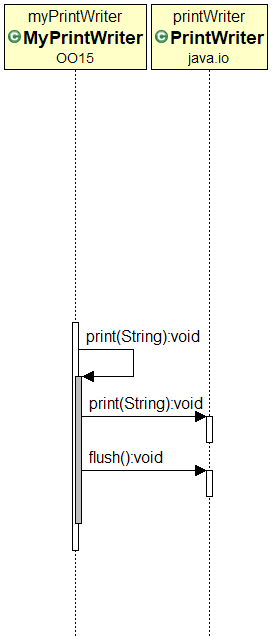 myPrintWriter
C MyPrintWriter
OO15
printWriter
C PrintWriter
java.io
print(String):void
print(String):void
flush():void